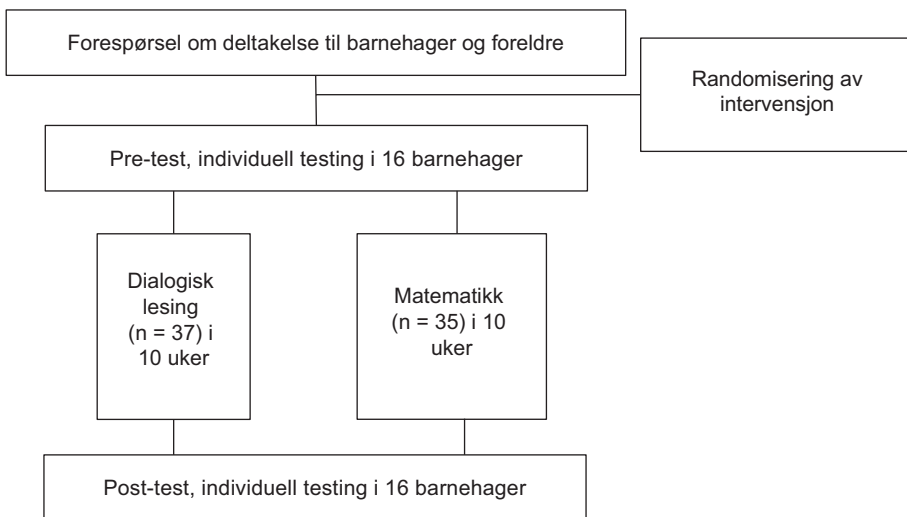 Forespørsel om deltakelse til barnehager og foreldre
Randomisering av
intervensjon
Pre-test, individuell testing i 16 barnehager
Dialogisk
lesing
(n = 37) i
10 uker
Matematikk
(n = 35) i 10
uker
Post-test, individuell testing i 16 barnehager